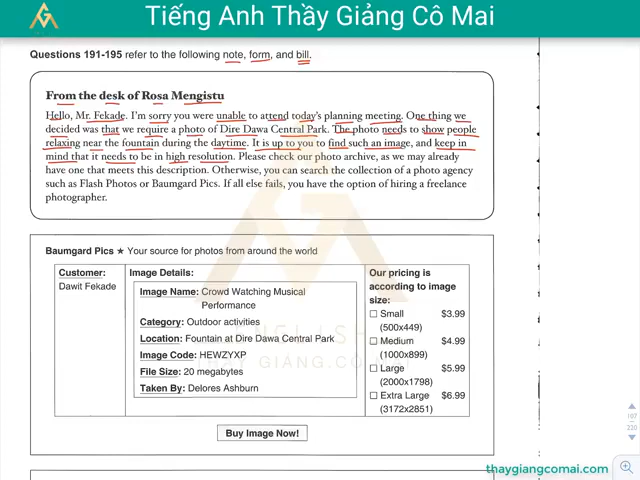 Tiếng Anh Thầy Giảng Cô Mai
Questions 191-195 refer to the following note, form, and bill.
From the desk of Rosa Mengistu
Hello, Mr. Fekade. I'm sorry you were unable to attend today's planning meeting. One thing we
decided was that we require a photo of Dire Dawa Central Park. The photo needs to show people
relaxing near the fountain during the daytime. It is up to you to find such an image, and keep in
mind that it needs to be in high resolution. Please check our photo archive, as we may already
have one that meets this description. Otherwise, you can search the collection of a photo agency
such as Flash Photos or Baumgard Pics. If all else fails, you have the option of hiring a freelance
photographer.
Baumgard Pics ★ Your source for photos from around the world
Customer:
Dawit Fekade
Image Details:
Image Name: Crowd Watching Musical
Performance
Category: Outdoor activities
Location: Fountain at Dire Dawa Central Park
Image Code: HEWZYXP
File Size: 20 megabytes
Taken By: Delores Ashburn
Our pricing is
according to image
size:
☐ Small $3.99
(500x449)
☐ Medium $4.99
(1000x899)
☐ Large $5.99
(2000x1798)
☐ Extra Large $6.99
(3172x2851)
Buy Image Now!
ENGLISH
THAY GIANG.CO MAI
187
220
thaygiangcomai.com